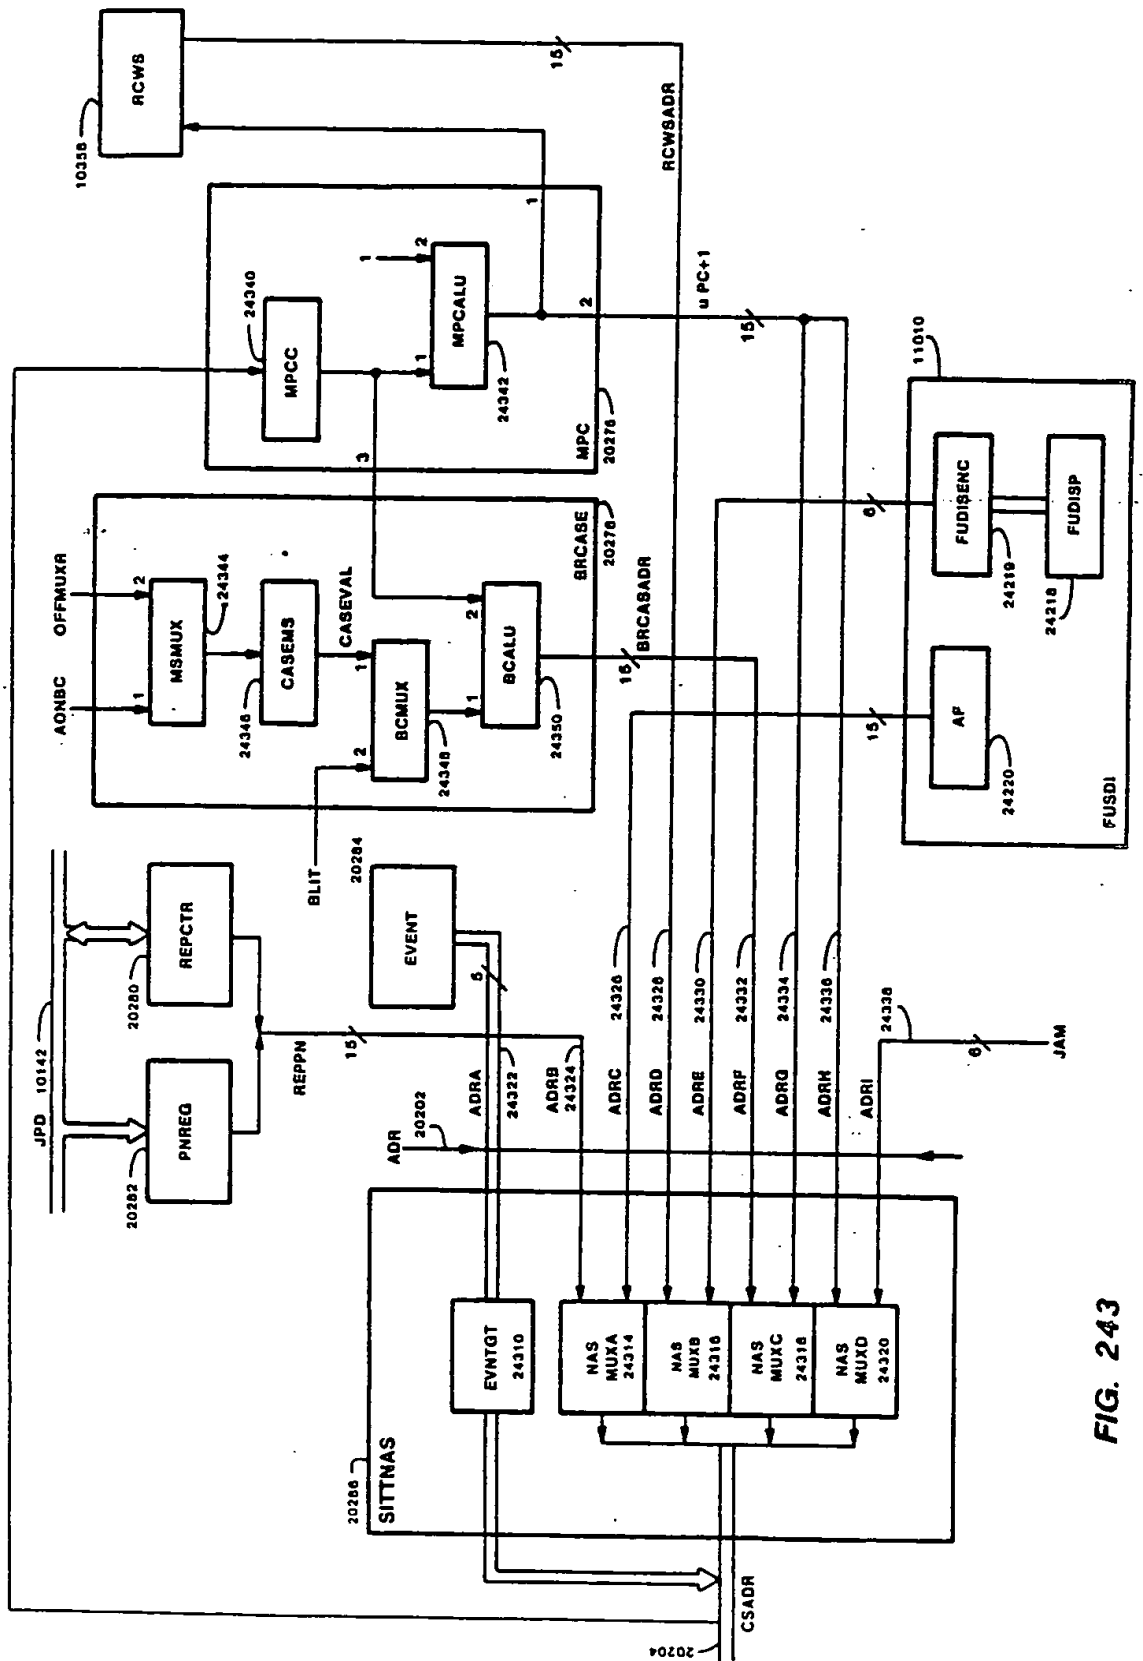 JPD 10142
20282
PNREG
20280
REPCTR
REPPN
15
AONBC
OFFMUXR
1
2
MSMUX
24344
24346
CASEMS
CASEVAL
BLIT
2
1
BCMUX
24348
1
2
BCALU
24350
BRCASE
20278
BRCASADR
15
3
MPCC
24340
1
1
2
MPCALU
24342
MPC
20276
1
2
10358
RCWS
15
RCWSADR
u PC+1
15
20284
EVENT
5
ADRA
24322
ADR
20202
ADRB
24324
ADRC
24326
ADRD
24328
ADRE
24330
ADRF
24332
ADRG
24334
ADRH
24336
ADRI
24338
6
JAM
20286
SITTNAS
EVNTGT
24310
NAS
MUXA
24314
NAS
MUXB
24316
NAS
MUXC
24318
NAS
MUXD
24320
CSADR
20204
11010
6
FUDISENC
24219
FUDISP
24218
15
AF
24220
FUSDI
FIG. 243